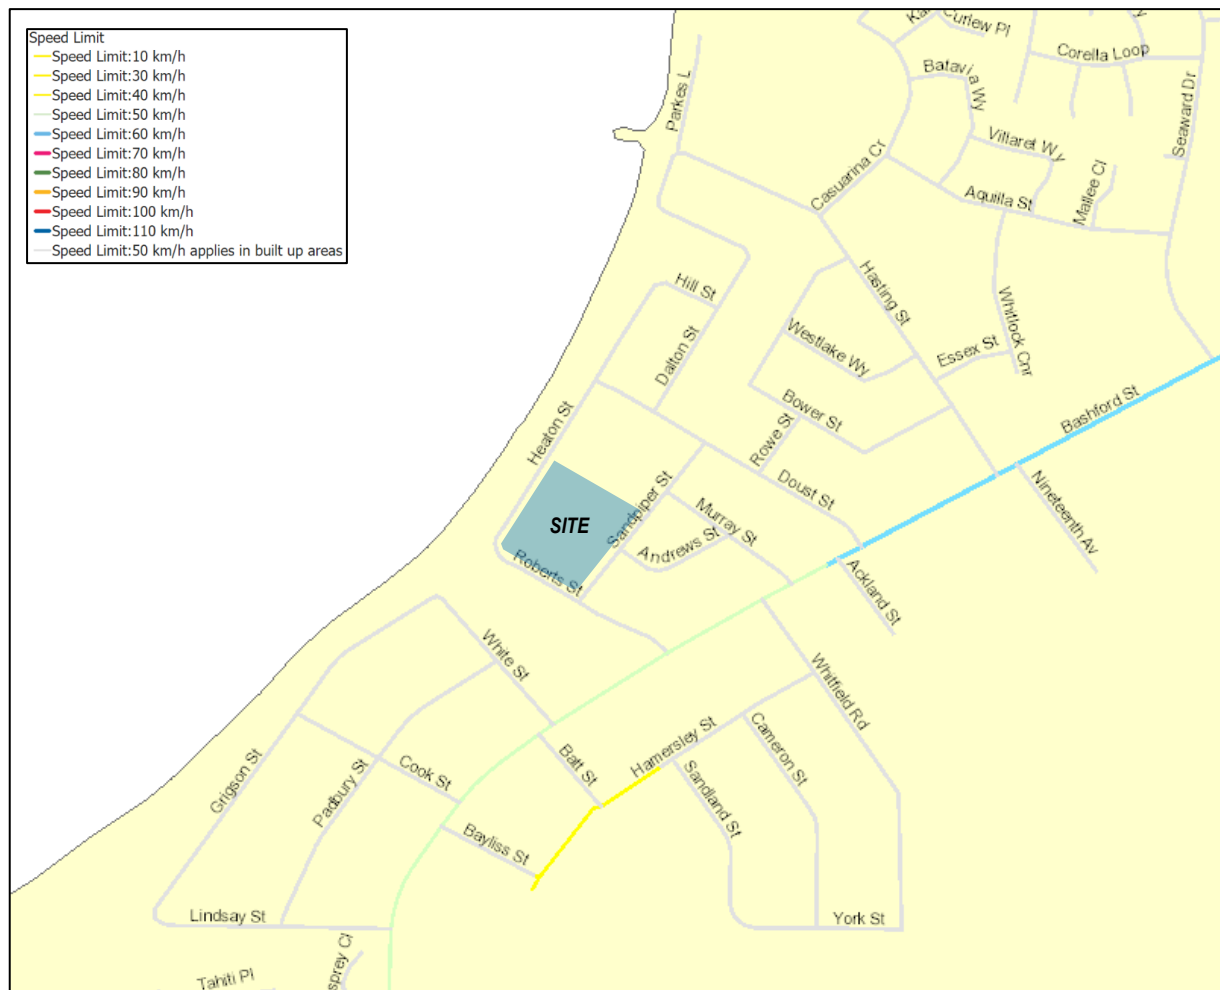 Speed Limit
Speed Limit:10 km/h
Speed Limit:30 km/h
Speed Limit:40 km/h
Speed Limit:50 km/h
Speed Limit:60 km/h
Speed Limit:70 km/h
Speed Limit:80 km/h
Speed Limit:90 km/h
Speed Limit:100 km/h
Speed Limit:110 km/h
Speed Limit:50 km/h applies in built up areas
Curlew Pl
Corella Loop
Batavia Wy
Parkes L
Seaward Dr
Villaret Wy
Casuarina Cr
Mallee Cl
Aquilla St
Hasting St
Hill St
Whitlock Cnr
Westlake Wy
Essex St
Dalton St
Bower St
Bashford St
Heaton St
Rowe St
Doust St
Sandpiper St
Murray St
Nineteenth Av
SITE
Andrews St
Roberts St
Ackland St
White St
Whitfield Rd
Hamersley St
Cameron St
Batt St
Grigson St
Cook St
Padbury St
Sandland St
Bayliss St
Lindsay St
York St
sprey Cl
Tahiti Pl